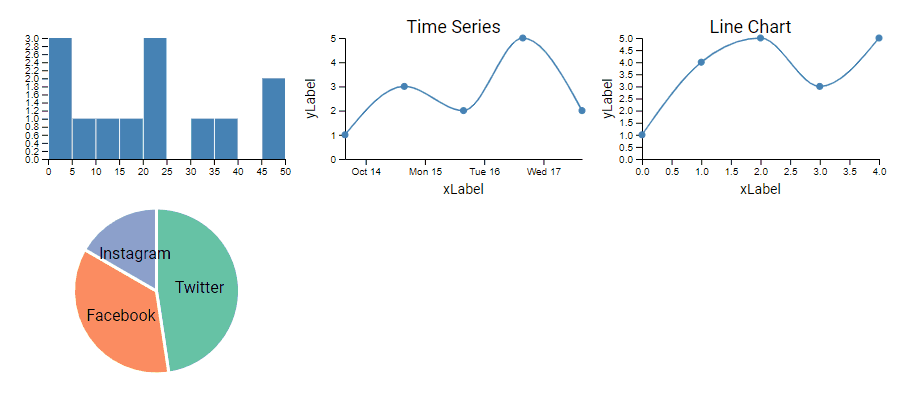 3.0
2.8
2.6
2.4
2.2
2.0
1.8
1.6
1.4
1.2
1.0
0.8
0.6
0.4
0.2
0.0
0 5 10 15 20 25 30 35 40 45 50
Time Series
yLabel
5
4
3
2
1
0
Oct 14 Mon 15 Tue 16 Wed 17
xLabel
Line Chart
yLabel
5.0
4.5
4.0
3.5
3.0
2.5
2.0
1.5
1.0
0.5
0.0
0.0 0.5 1.0 1.5 2.0 2.5 3.0 3.5 4.0
xLabel
Instagram
Twitter
Facebook